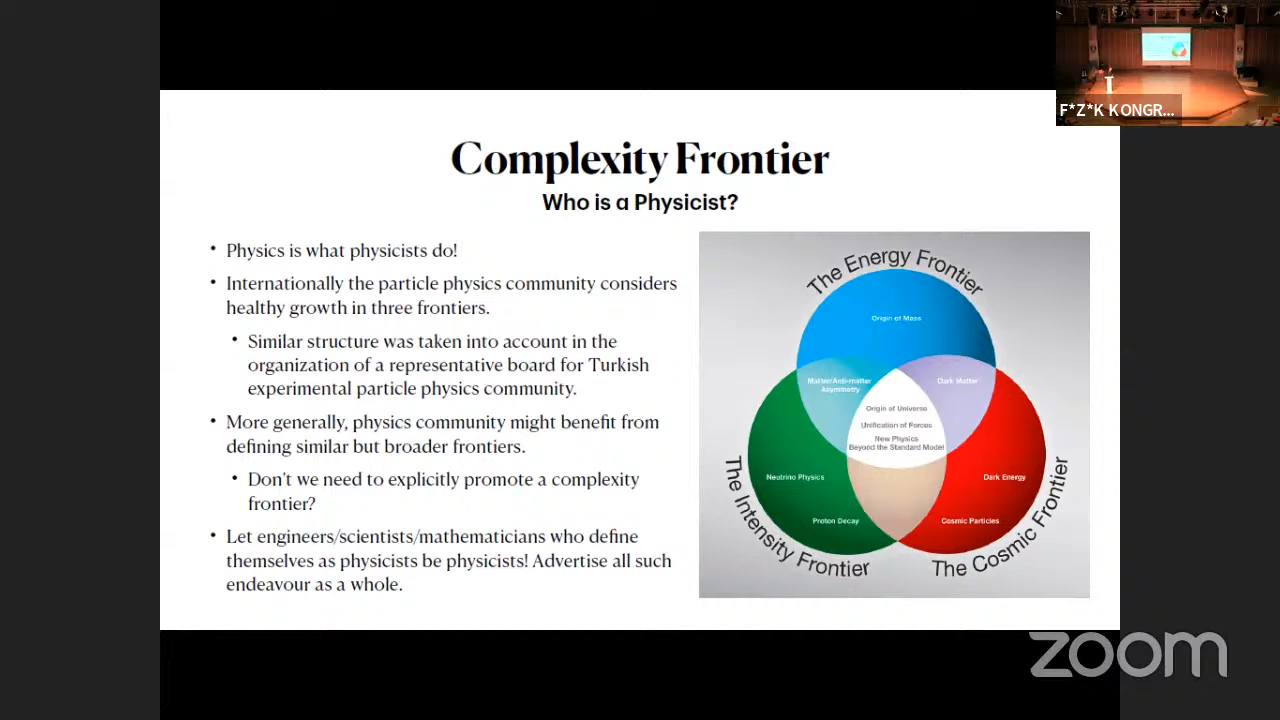 F*Z*K KONGR...
Complexity Frontier
Who is a Physicist?
• Physics is what physicists do!
• Internationally the particle physics community considers
healthy growth in three frontiers.
• Similar structure was taken into account in the
organization of a representative board for Turkish
experimental particle physics community.
• More generally, physics community might benefit from
defining similar but broader frontiers.
• Don't we need to explicitly promote a complexity
frontier?
• Let engineers/scientists/mathematicians who define
themselves as physicists be physicists! Advertise all such
endeavour as a whole.
The Energy Frontier
Origin of Mass
Matter/Anti-matter
Asymmetry
Dark Matter
Origin of Universe
Unification of Forces
New Physics
Beyond the Standard Model
Neutrino Physics
Dark Energy
Proton Decay
Cosmic Particles
The Intensity Frontier
The Cosmic Frontier
zoom